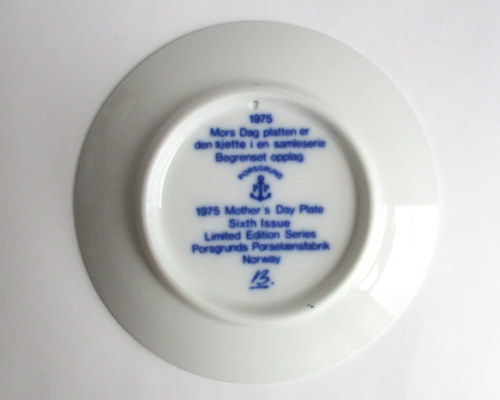 1975
Mors Dag platten er
den sjette i en samleserie
Begrenset opplag.
PORSGRUND
1975 Mother's Day Plate
Sixth Issue
Limited Edition Series
Porsgrunds Porselænsfabrik
Norway
B.